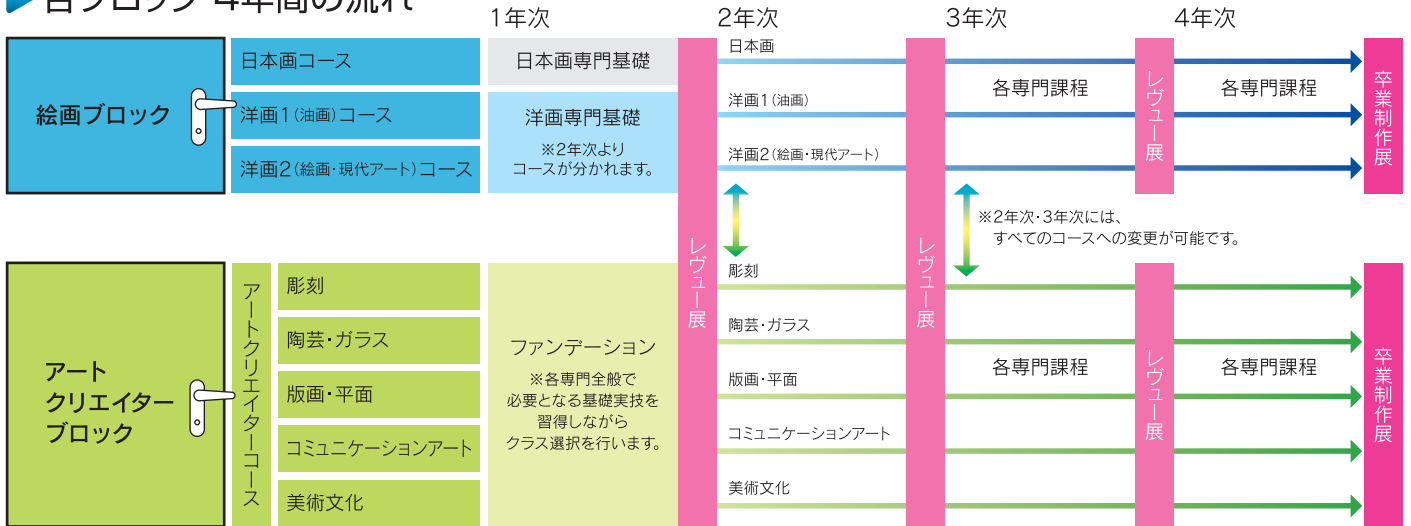 各ブロック 4年間の流れ
1年次
2年次
3年次
4年次
絵画ブロック
日本画コース
洋画1(油画)コース
洋画2(絵画・現代アート)コース
日本画専門基礎
洋画専門基礎
※2年次より
コースが分かれます。
レヴュー展
日本画
洋画1(油画)
洋画2(絵画・現代アート)
レヴュー展
各専門課程
レヴュー展
各専門課程
卒業制作展
※2年次・3年次には、
すべてのコースへの変更が可能です。
アート
クリエイター
ブロック
アートクリエイターコース
彫刻
陶芸・ガラス
版画・平面
コミュニケーションアート
美術文化
ファンデーション
※各専門全般で
必要となる基礎実技を
習得しながら
クラス選択を行います。
彫刻
陶芸・ガラス
版画・平面
コミュニケーションアート
美術文化
各専門課程
レヴュー展
各専門課程
卒業制作展